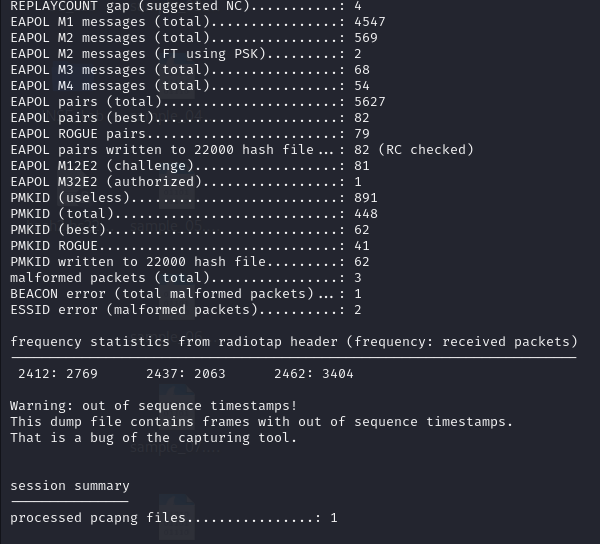 REPLAYCOUNT gap (suggested NC)...........: 4
EAPOL M1 messages (total)................: 4547
EAPOL M2 messages (total)................: 569
EAPOL M2 messages (FT using PSK).........: 2
EAPOL M3 messages (total)................: 68
EAPOL M4 messages (total)................: 54
EAPOL pairs (total)......................: 5627
EAPOL pairs (best).......................: 82
EAPOL ROGUE pairs........................: 79
EAPOL pairs written to 22000 hash file...: 82 (RC checked)
EAPOL M12E2 (challenge)..................: 81
EAPOL M32E2 (authorized).................: 1
PMKID (useless)..........................: 891
PMKID (total)............................: 448
PMKID (best).............................: 62
PMKID ROGUE..............................: 41
PMKID written to 22000 hash file.........: 62
malformed packets (total)................: 3
BEACON error (total malformed packets)...: 1
ESSID error (malformed packets)..........: 2
frequency statistics from radiotap header (frequency: received packets)
2412: 2769 2437: 2063 2462: 3404
Warning: out of sequence timestamps!
This dump file contains frames with out of sequence timestamps.
That is a bug of the capturing tool.
session summary
processed pcapng files................: 1